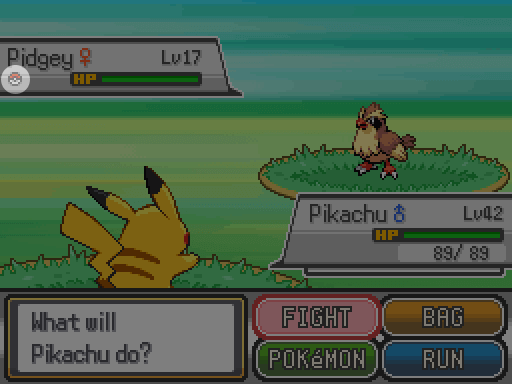 Pidgey♀ Lv17
HP
Pikachu♂ Lv42
HP
89/ 89
What will
Pikachu do?
FIGHT
BAG
POKéMON
RUN